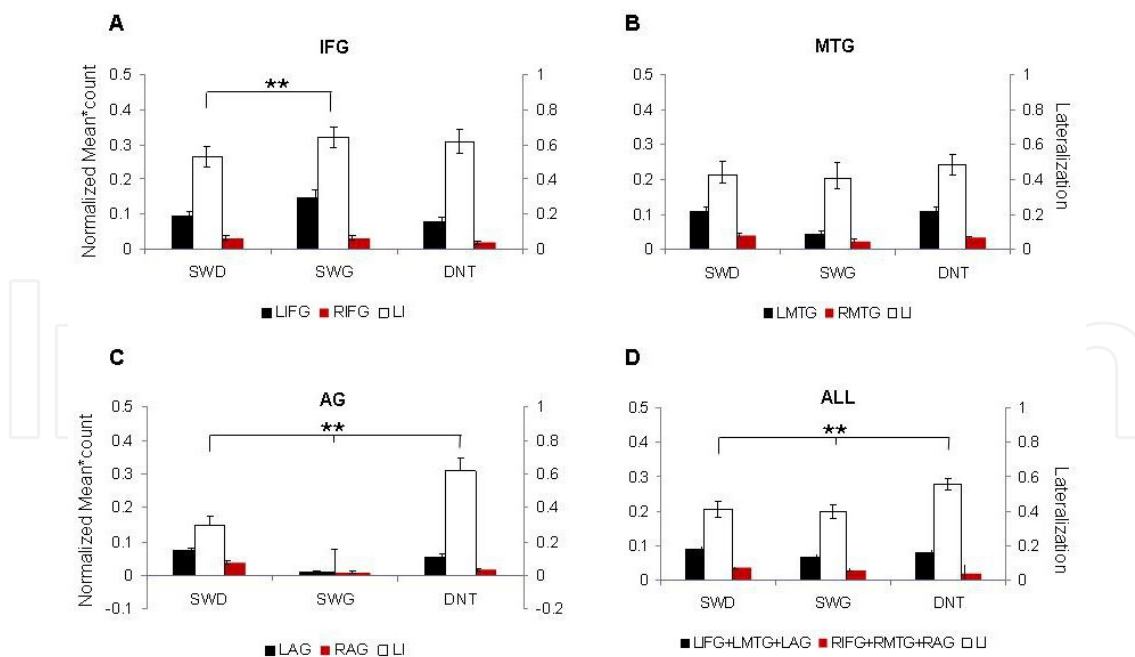 A
IFG
Normalized Mean*count
0.5
0.4
0.3
0.2
0.1
0
1
0.8
0.6
0.4
0.2
0
**
SWD SWG DNT
LIFG RIFG LI
B
MTG
0.5
0.4
0.3
0.2
0.1
0
1
0.8
0.6
0.4
0.2
0
Lateralization
SWD SWG DNT
LMTG RMTG LI
C
AG
Normalized Mean*count
0.5
0.4
0.3
0.2
0.1
0
-0.1
1
0.8
0.6
0.4
0.2
0
-0.2
**
SWD SWG DNT
LAG RAG LI
D
ALL
0.5
0.4
0.3
0.2
0.1
0
1
0.8
0.6
0.4
0.2
0
Lateralization
**
SWD SWG DNT
LIFG+LMTG+LAG RIFG+RMTG+RAG LI